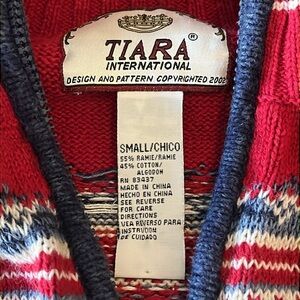 TIARA®
INTERNATIONAL
DESIGN AND PATTERN COPYRIGHTED 2002
SMALL/CHICO
55% RAMIE/RAMIE
45% COTTON/
ALGODON
RN 83437
MADE IN CHINA
HECHO EN CHINA
SEE REVERSE
FOR CARE
DIRECTIONS
VEA REVERSO PARA
INSTRUCION
DE CUIDADO